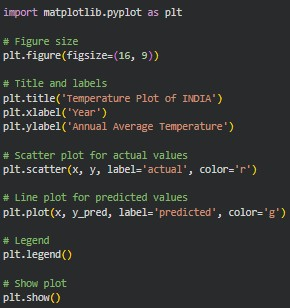 import matplotlib.pyplot as plt
# Figure size
plt.figure(figsize=(16, 9))
# Title and labels
plt.title('Temperature Plot of INDIA')
plt.xlabel('Year')
plt.ylabel('Annual Average Temperature')
# Scatter plot for actual values
plt.scatter(x, y, label='actual', color='r')
# Line plot for predicted values
plt.plot(x, y_pred, label='predicted', color='g')
# Legend
plt.legend()
# Show plot
plt.show()